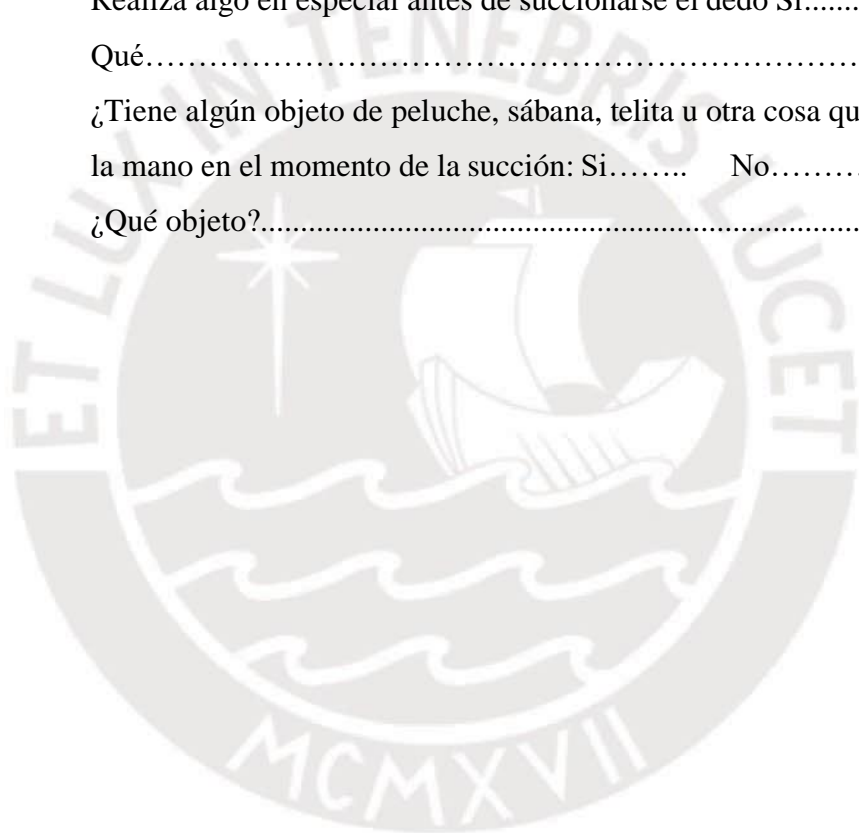 Realiza algo en especial antes de succionarse el dedo Si........
Qué……………………………………………………………
¿Tiene algún objeto de peluche, sábana, telita u otra cosa qu
la mano en el momento de la succión: Si…….. No………
¿Qué objeto?...........................................................................
ET LUX IN TENEBRIS LUCET
MCMXVII